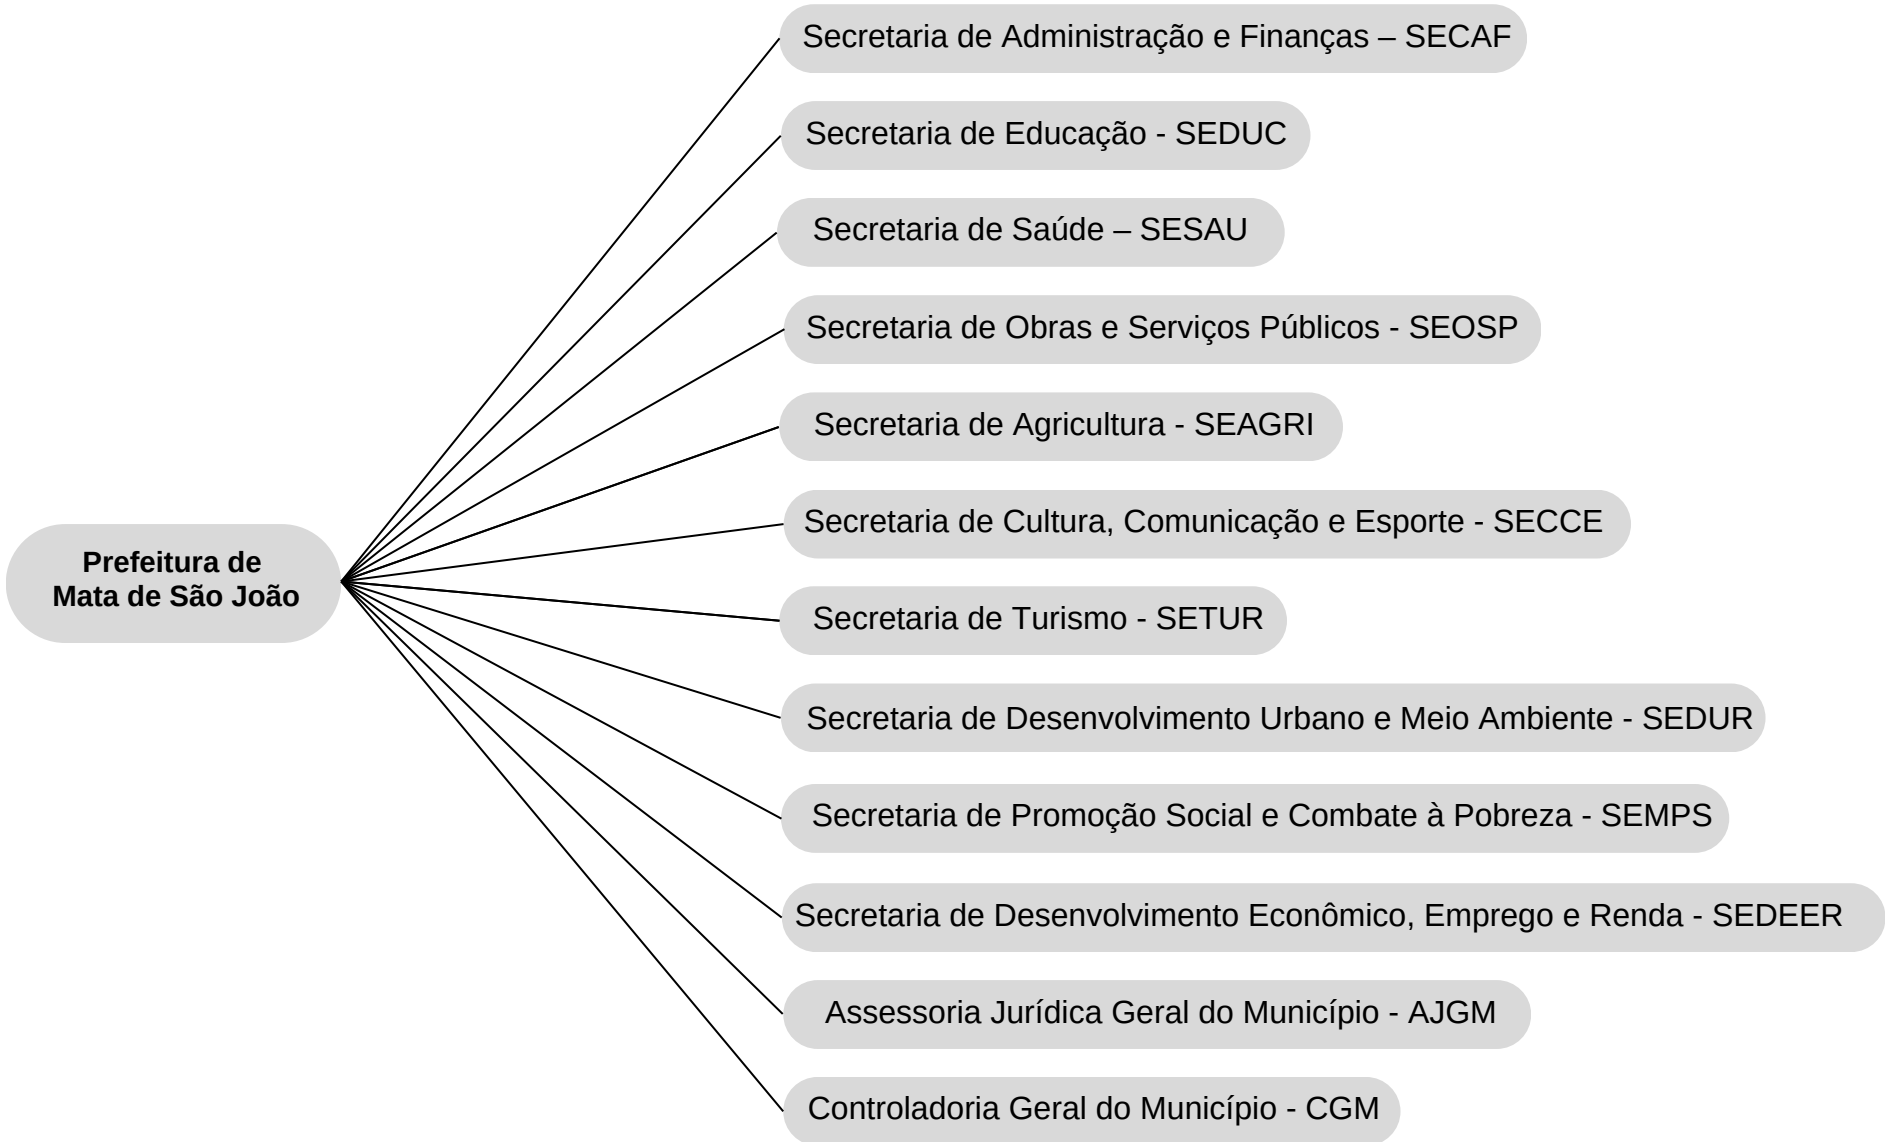 Secretaria de Administração e Finanças – SECAF
Secretaria de Educação - SEDUC
Secretaria de Saúde – SESAU
Secretaria de Obras e Serviços Públicos - SEOSP
Secretaria de Agricultura - SEAGRI
Secretaria de Cultura, Comunicação e Esporte - SECCE
Prefeitura de
Mata de São João
Secretaria de Turismo - SETUR
Secretaria de Desenvolvimento Urbano e Meio Ambiente - SEDUR
Secretaria de Promoção Social e Combate à Pobreza - SEMPS
Secretaria de Desenvolvimento Econômico, Emprego e Renda - SEDEER
Assessoria Jurídica Geral do Município - AJGM
Controladoria Geral do Município - CGM